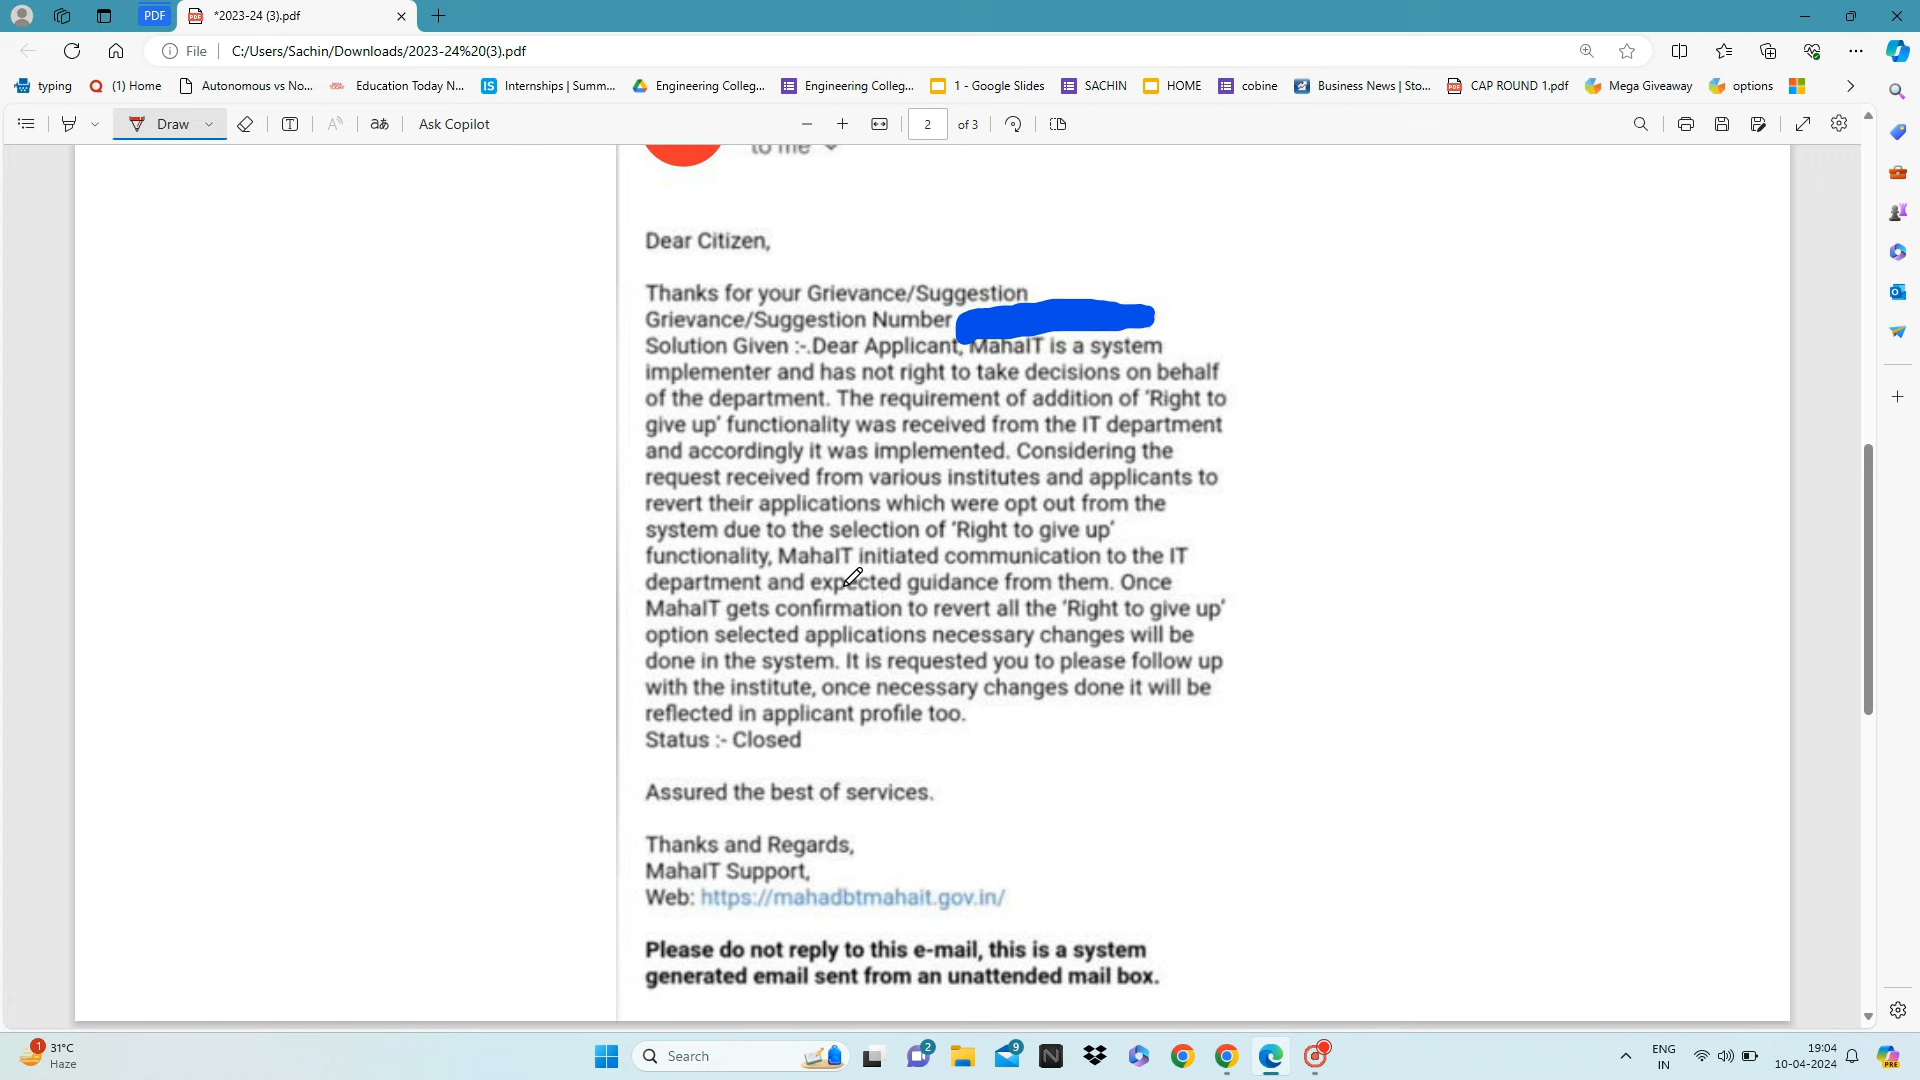 PDF
*2023-24 (3).pdf
File
C:/Users/Sachin/Downloads/2023-24%20(3).pdf
typing
(1) Home
Autonomous vs No...
Education Today N...
IS
Internships | Summ...
Engineering Colleg...
Engineering Colleg...
1 - Google Slides
SACHIN
HOME
cobine
Business News | Sto...
CAP ROUND 1.pdf
Mega Giveaway
options
Draw
Ask Copilot
2
of 3
to me
Dear Citizen,
Thanks for your Grievance/Suggestion
Grievance/Suggestion Number
Solution Given :-.Dear Applicant, MahaIT is a system
implementer and has not right to take decisions on behalf
of the department. The requirement of addition of ‘Right to
give up’ functionality was received from the IT department
and accordingly it was implemented. Considering the
request received from various institutes and applicants to
revert their applications which were opt out from the
system due to the selection of ‘Right to give up’
functionality, MahaIT initiated communication to the IT
department and expected guidance from them. Once
MahaIT gets confirmation to revert all the ‘Right to give up’
option selected applications necessary changes will be
done in the system. It is requested you to please follow up
with the institute, once necessary changes done it will be
reflected in applicant profile too.
Status :- Closed
Assured the best of services.
Thanks and Regards,
MahaIT Support,
Web: https://mahadbtmahait.gov.in/
Please do not reply to this e-mail, this is a system
generated email sent from an unattended mail box.
1
31°C
Haze
Search
2
9
ENG
IN
19:04
10-04-2024
PRE